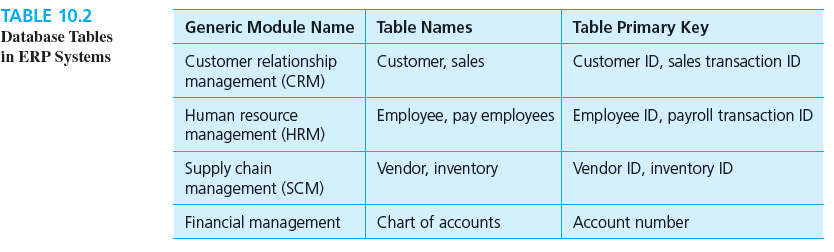 TABLE 10.2
Database Tables
in ERP Systems
Generic Module Name Table Names Table Primary Key
Customer relationship Customer, sales Customer ID, sales transaction ID
management (CRM)
Human resource Employee, pay employees Employee ID, payroll transaction ID
management (HRM)
Supply chain Vendor, inventory Vendor ID, inventory ID
management (SCM)
Financial management Chart of accounts Account number